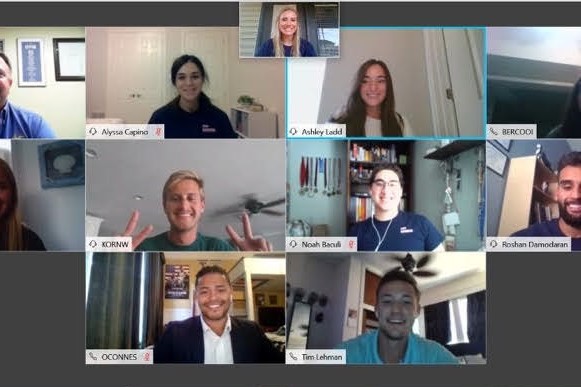 Alyssa Capino
Ashley Ladd
BERCOOI
KORNW
Noah Baculi
Roshan Damodaran
OCONNES
Tim Lehman